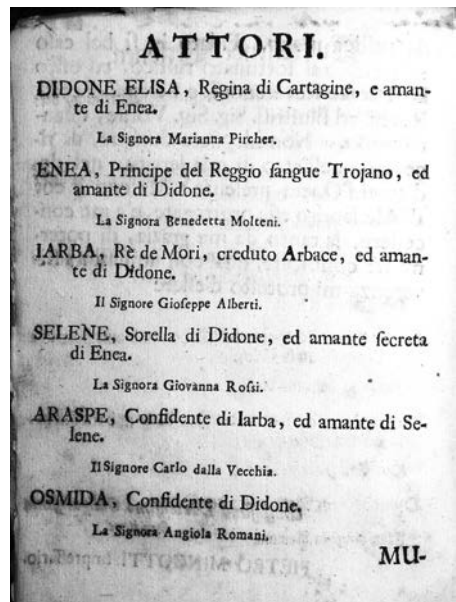 ATTORI.
DIDONE ELISA, Regina di Cartagine, e aman-
te di Enea.
La Signora Marianna Pircher.
ENEA, Principe del Reggio ſangue Trojano, ed
amante di Didone.
La Signora Benedetta Molteni.
IARBA, Rè de Mori, creduto Arbace, ed aman-
te di Didone.
Il Signore Gioſeppe Alberti.
SELENE, Sorella di Didone, ed amante ſecreta
di Enea.
La Signora Giovanna Roſſi.
ARASPE, Confidente di Iarba, ed amante di Se-
lene.
Il Signore Carlo dalla Vecchia.
OSMIDA, Confidente di Didone.
La Signora Angiola Romani.
MU-